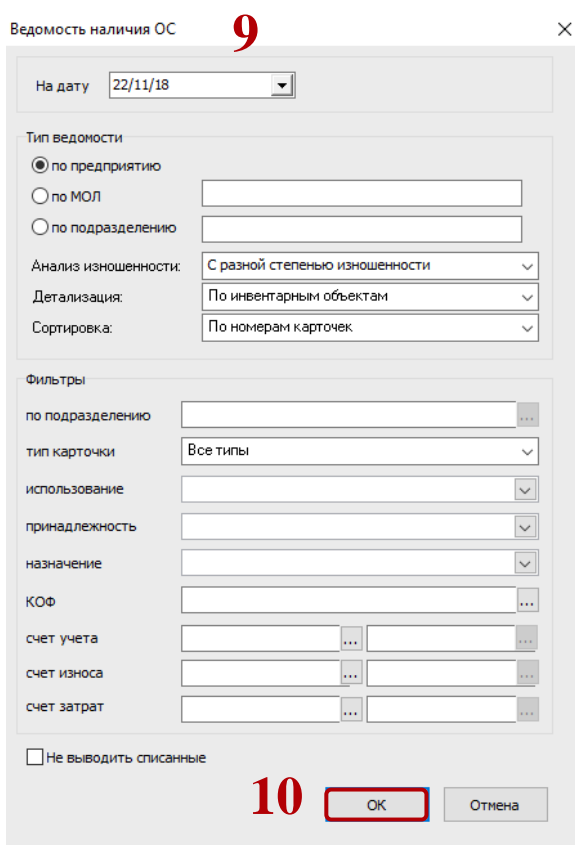 Ведомость наличия ОС
9
На дату 22/11/18
Тип ведомости
по предприятию
по МОЛ
по подразделению
Анализ изношенности: С разной степенью изношенности
Детализация: По инвентарным объектам
Сортировка: По номерам карточек
Фильтры
по подразделению ...
тип карточки Все типы
использование
принадлежность
назначение
КОФ ...
счет учета ... ...
счет износа ... ...
счет затрат ... ...
Не выводить списанные
10 ОК Отмена